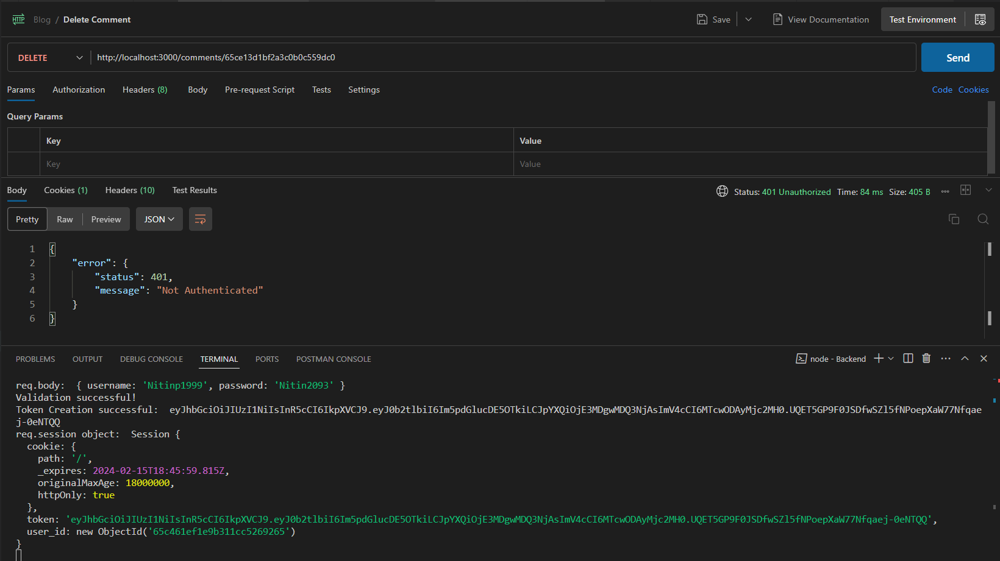 HTTP Blog / Delete Comment Save View Documentation Test Environment
DELETE http://localhost:3000/comments/65ce13d1bf2a3c0b0c559dc0 Send
Params Authorization Headers (8) Body Pre-request Script Tests Settings Code Cookies
Query Params
Key Value
Key Value
Body Cookies (1) Headers (10) Test Results Status: 401 Unauthorized Time: 84 ms Size: 405 B
Pretty Raw Preview JSON
1 {
2 "error": {
3 "status": 401,
4 "message": "Not Authenticated"
5 }
6 }
PROBLEMS OUTPUT DEBUG CONSOLE TERMINAL PORTS POSTMAN CONSOLE node - Backend
req.body: { username: 'Nitinp1999', password: 'Nitin2093' }
Validation successful!
Token Creation successful: eyJhbGciOiJIUzI1NiIsInR5cCI6IkpXVCJ9.eyJ0b2tlbiI6Im5pdGlucDE5OTkiLCJpYXQiOjE3MDgwMDQ3NjAsImV4cCI6MTcwODAyMjc2MH0.UQET5GP9F0JSDfwSZl5fNPoepXaW77Nfqae
j-0eNTQQ
req.session object: Session {
cookie: {
path: '/',
_expires: 2024-02-15T18:45:59.815Z,
originalMaxAge: 18000000,
httpOnly: true
},
token: 'eyJhbGciOiJIUzI1NiIsInR5cCI6IkpXVCJ9.eyJ0b2tlbiI6Im5pdGlucDE5OTkiLCJpYXQiOjE3MDgwMDQ3NjAsImV4cCI6MTcwODAyMjc2MH0.UQET5GP9F0JSDfwSZl5fNPoepXaW77Nfqaej-0eNTQQ',
user_id: new ObjectId('65c461ef1e9b311cc5269265')
}